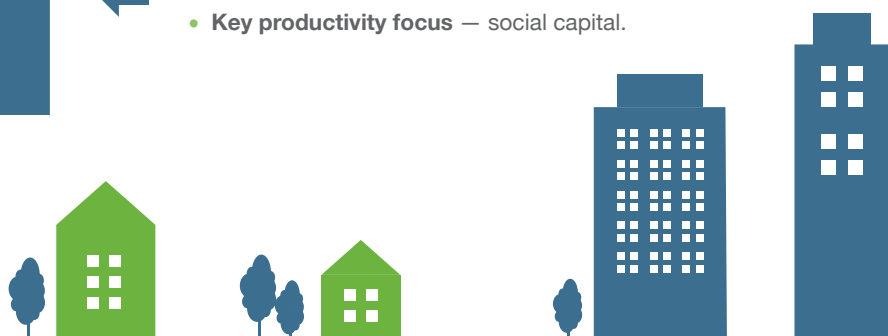 • Key productivity focus — social capital.